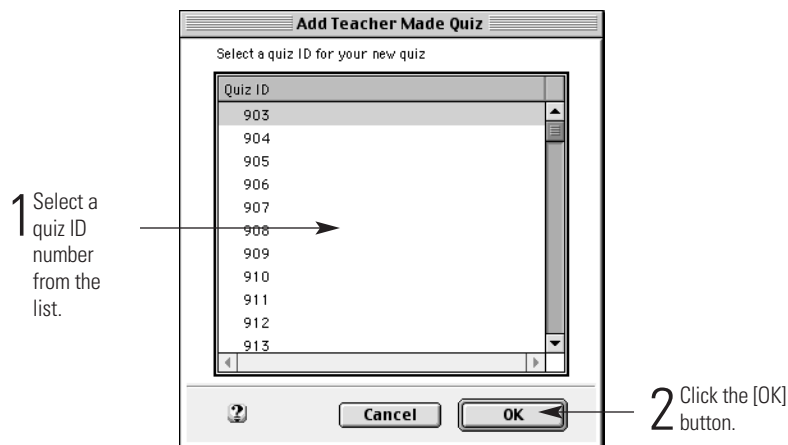 Add Teacher Made Quiz
Select a quiz ID for your new quiz
Quiz ID
903
904
905
906
907
908
909
910
911
912
913
1 Select a
quiz ID
number
from the
list.
?
Cancel
OK
2 Click the [OK]
button.